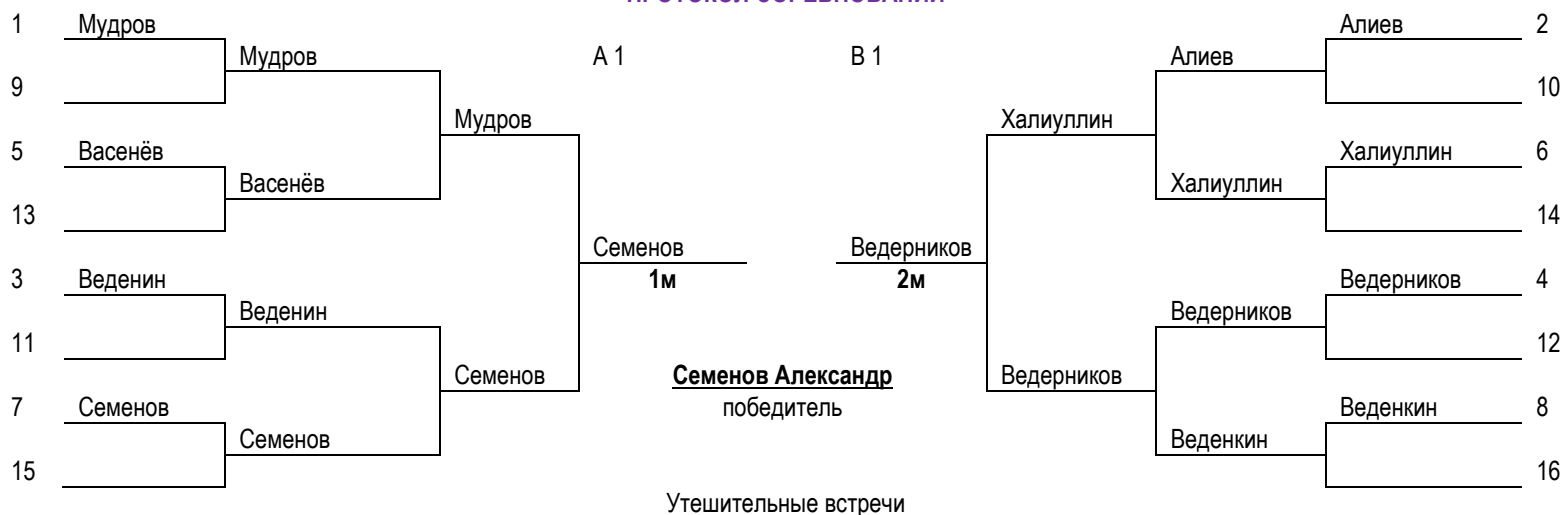 ПРОТОКОЛ СОРЕВНОВАНИЙ
1 Мудров Алиев 2
Мудров А 1 В 1 Алиев
9 10
Мудров Халиуллин
5 Васенёв Халиуллин 6
Васенёв Халиуллин
13 14
Семенов Ведерников
3 Веденин 1м 2м Ведерников 4
Веденин Ведерников
11 12
Семенов Семенов Александр Ведерников
7 Семенов победитель Веденкин 8
Семенов Веденкин
15 16
Утешительные встречи